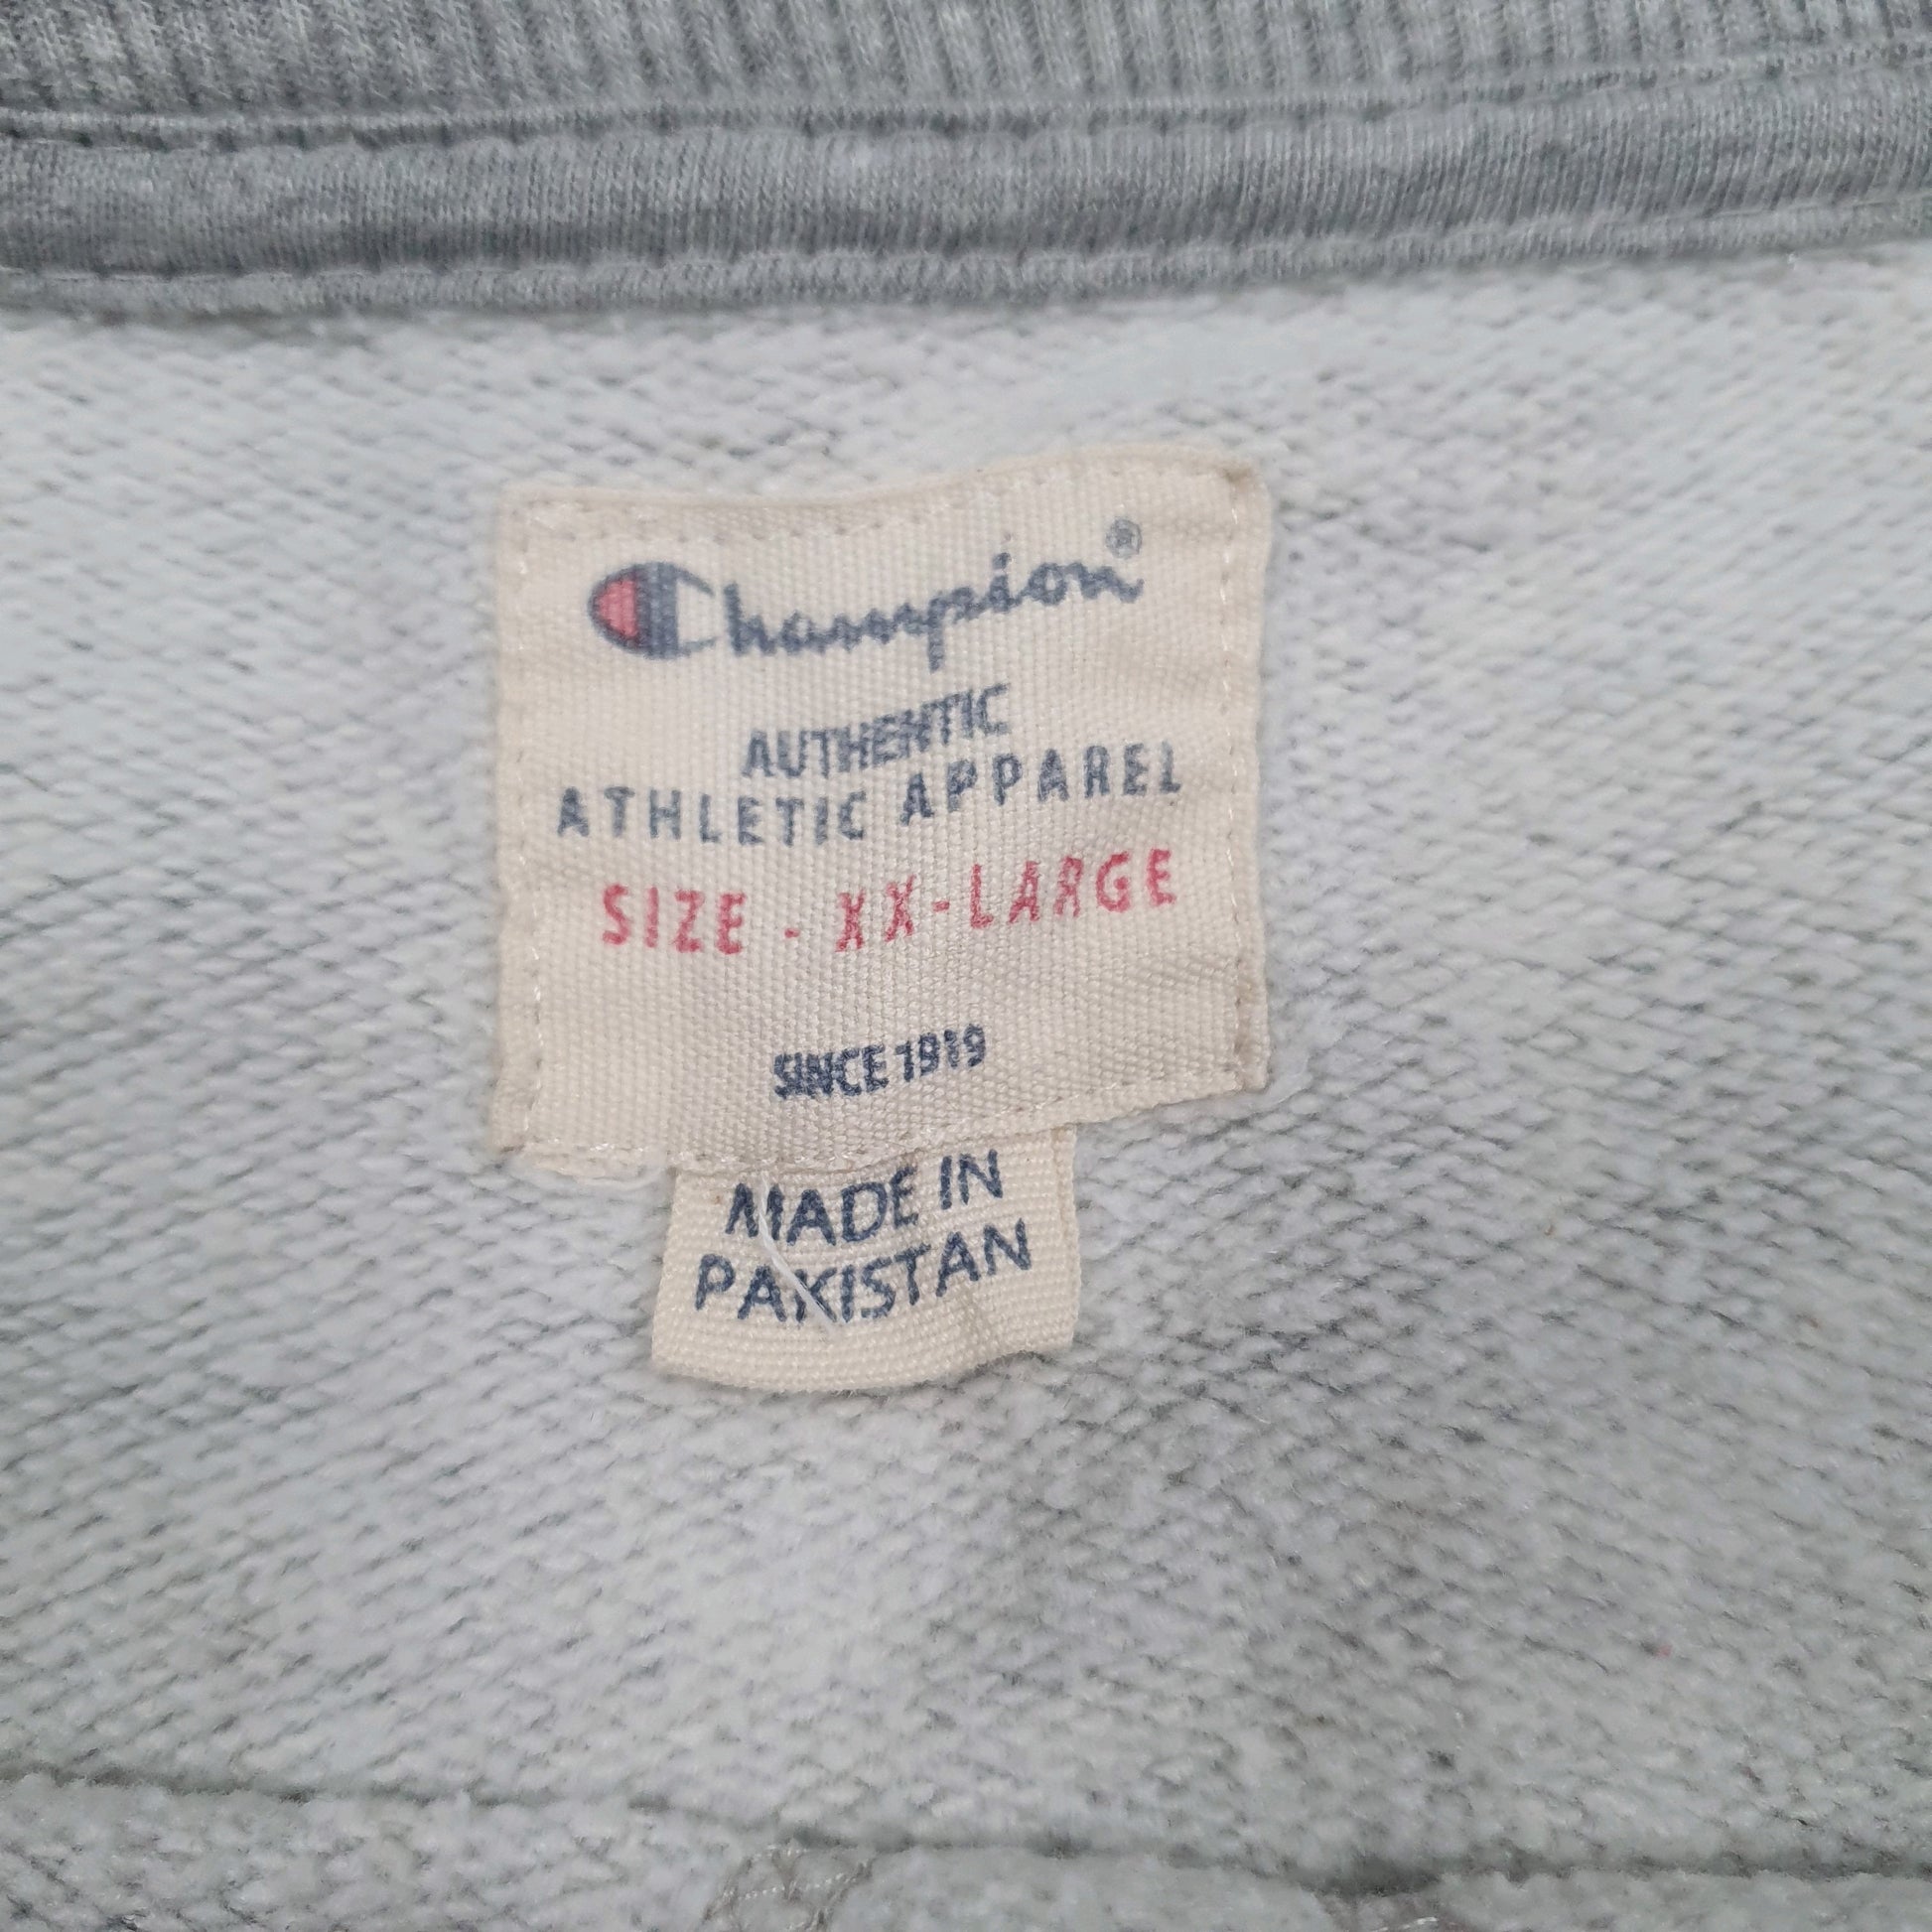 Champion®
AUTHENTIC
ATHLETIC APPAREL
SIZE - XX-LARGE
SINCE 1919
MADE IN
PAKISTAN